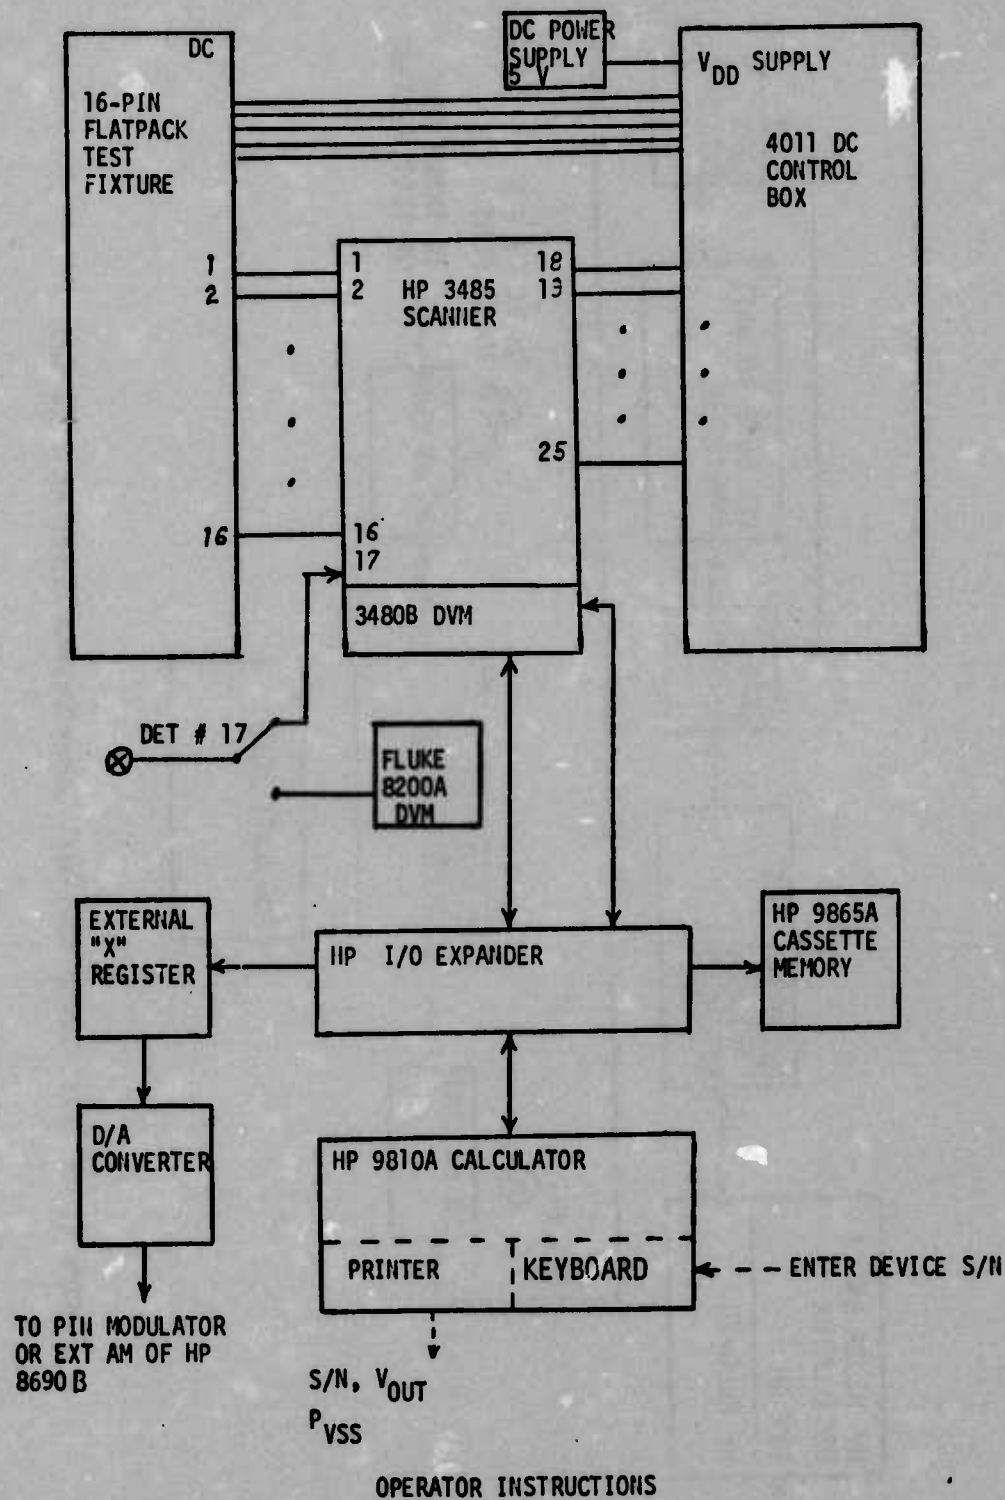 DC
16-PIN
FLATPACK
TEST
FIXTURE
1
2
16
DC POWER
SUPPLY
5 V
V_DD SUPPLY
4011 DC
CONTROL
BOX
1
2
HP 3485
SCANNER
18
19
25
16
17
3480B DVM
DET # 17
FLUKE
8200A
DVM
EXTERNAL
"X"
REGISTER
HP I/O EXPANDER
HP 9865A
CASSETTE
MEMORY
D/A
CONVERTER
HP 9810A CALCULATOR
PRINTER
KEYBOARD
ENTER DEVICE S/N
TO PIN MODULATOR
OR EXT AM OF HP
8690B
S/N, V_OUT
P_VSS
OPERATOR INSTRUCTIONS